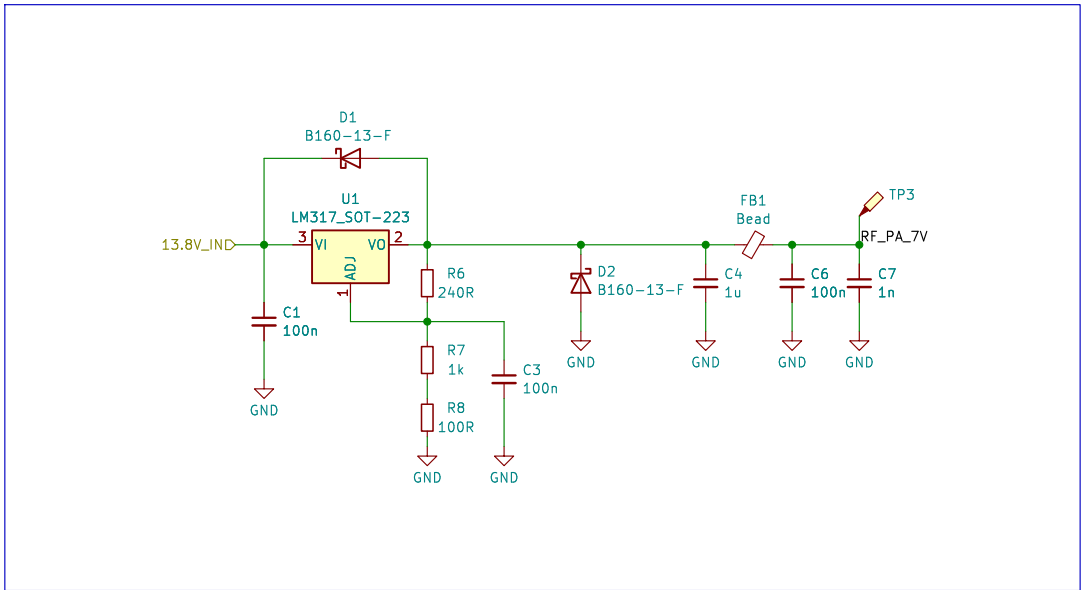 D1
B160-13-F
U1
LM317_SOT-223
13.8V_IN
3
VI
VO
2
ADJ
1
C1
100n
GND
R6
240R
R7
1k
R8
100R
GND
C3
100n
GND
D2
B160-13-F
GND
C4
1u
GND
FB1
Bead
C6
100n
GND
TP3
RF_PA_7V
C7
1n
GND